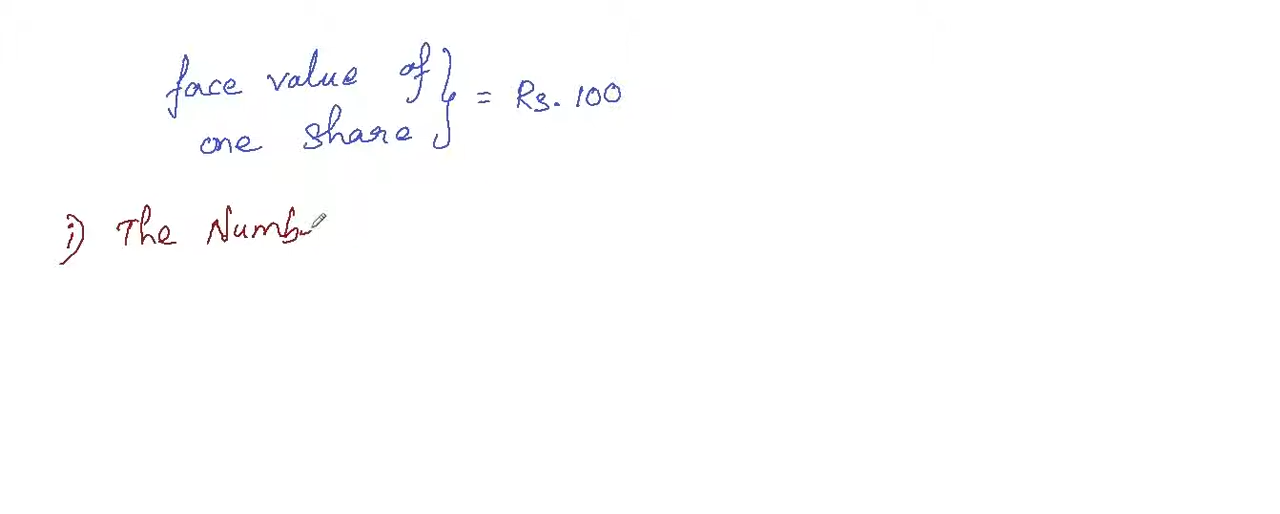 face value of } = Rs. 100
one share
i) The Numb